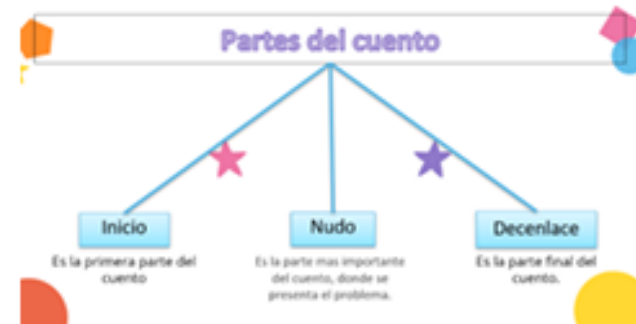 Partes del cuento
Inicio
Es la primera parte del
cuento
Nudo
Es la parte mas importante
del cuento, donde se
presenta el problema.
Decenlace
Es la parte final del
cuento.